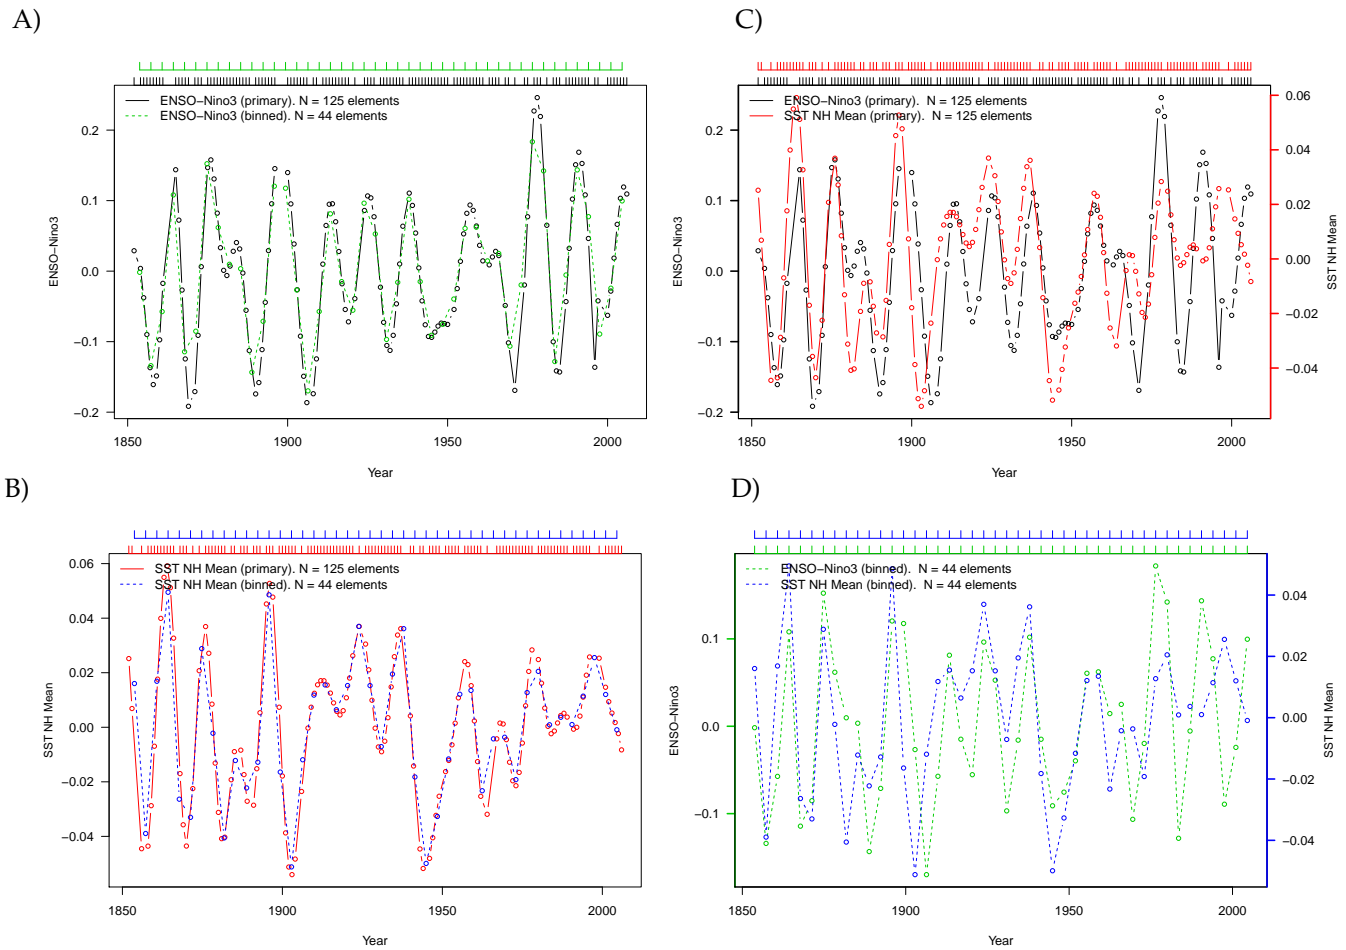 A)
ENSO−Nino3 (primary). N = 125 elements
ENSO−Nino3 (binned). N = 44 elements
ENSO−Nino3
0.2
0.1
0.0
−0.1
−0.2
1850 1900 1950 2000
Year
C)
ENSO−Nino3 (primary). N = 125 elements
SST NH Mean (primary). N = 125 elements
ENSO−Nino3
0.2
0.1
0.0
−0.1
−0.2
0.06
0.04
0.02
0.00
−0.02
−0.04
SST NH Mean
1850 1900 1950 2000
Year
B)
SST NH Mean (primary). N = 125 elements
SST NH Mean (binned). N = 44 elements
SST NH Mean
0.06
0.04
0.02
0.00
−0.02
−0.04
1850 1900 1950 2000
Year
D)
ENSO−Nino3 (binned). N = 44 elements
SST NH Mean (binned). N = 44 elements
ENSO−Nino3
0.1
0.0
−0.1
0.04
0.02
0.00
−0.02
−0.04
SST NH Mean
1850 1900 1950 2000
Year